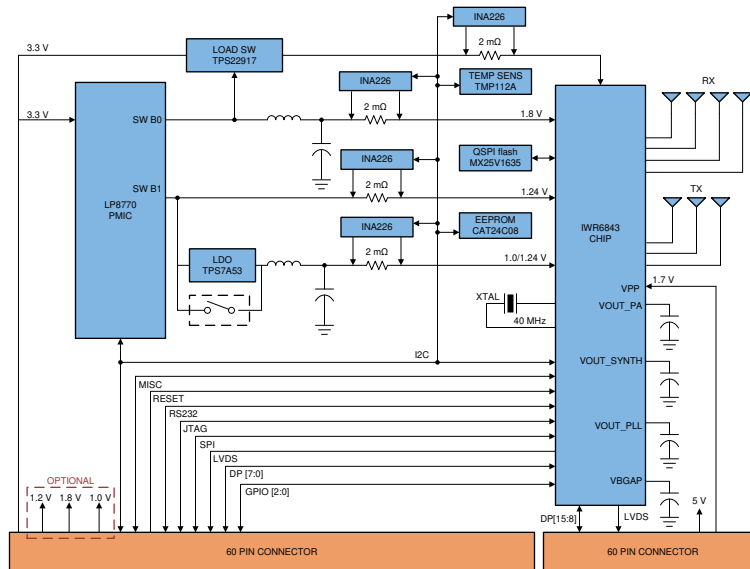 INA226
3.3 V
LOAD SW
TPS22917
2 mΩ
INA226
TEMP SENS
TMP112A
RX
3.3 V
SW B0
2 mΩ
1.8 V
INA226
QSPI flash
MX25V1635
SW B1
2 mΩ
1.24 V
TX
LP8770
PMIC
INA226
EEPROM
CAT24C08
IWR6843
CHIP
LDO
TPS7A53
2 mΩ
1.0/1.24 V
VPP
1.7 V
XTAL
40 MHz
VOUT_PA
I2C
VOUT_SYNTH
MISC
RESET
RS232
JTAG
VOUT_PLL
SPI
LVDS
DP [7:0]
GPIO [2:0]
VBGAP
OPTIONAL
1.2 V
1.8 V
1.0 V
DP[15:8]
LVDS
5 V
60 PIN CONNECTOR
60 PIN CONNECTOR